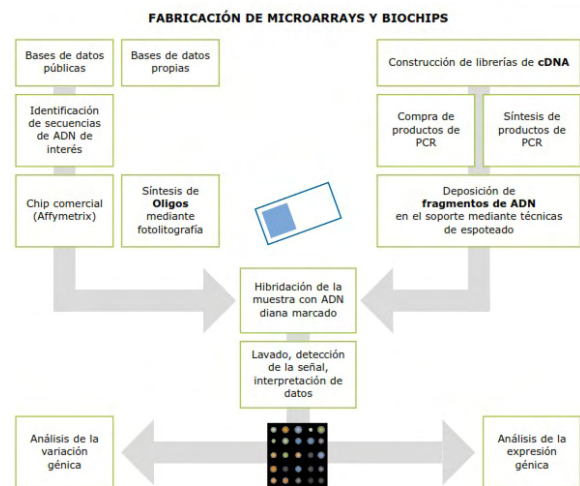 FABRICACIÓN DE MICROARRAYS Y BIOCHIPS
Bases de datos
públicas
Bases de datos
propias
Identificación
de secuencias
de ADN de
interés
Chip comercial
(Affymetrix)
Síntesis de
Oligos
mediante
fotolitografía
Construcción de librerías de cDNA
Compra de
productos de
PCR
Síntesis de
productos de
PCR
Deposición de
fragmentos de ADN
en el soporte mediante técnicas
de espoteado
Hibridación de la
muestra con ADN
diana marcado
Lavado, detección
de la señal,
interpretación de
datos
Análisis de la
variación
génica
Análisis de la
expresión
génica